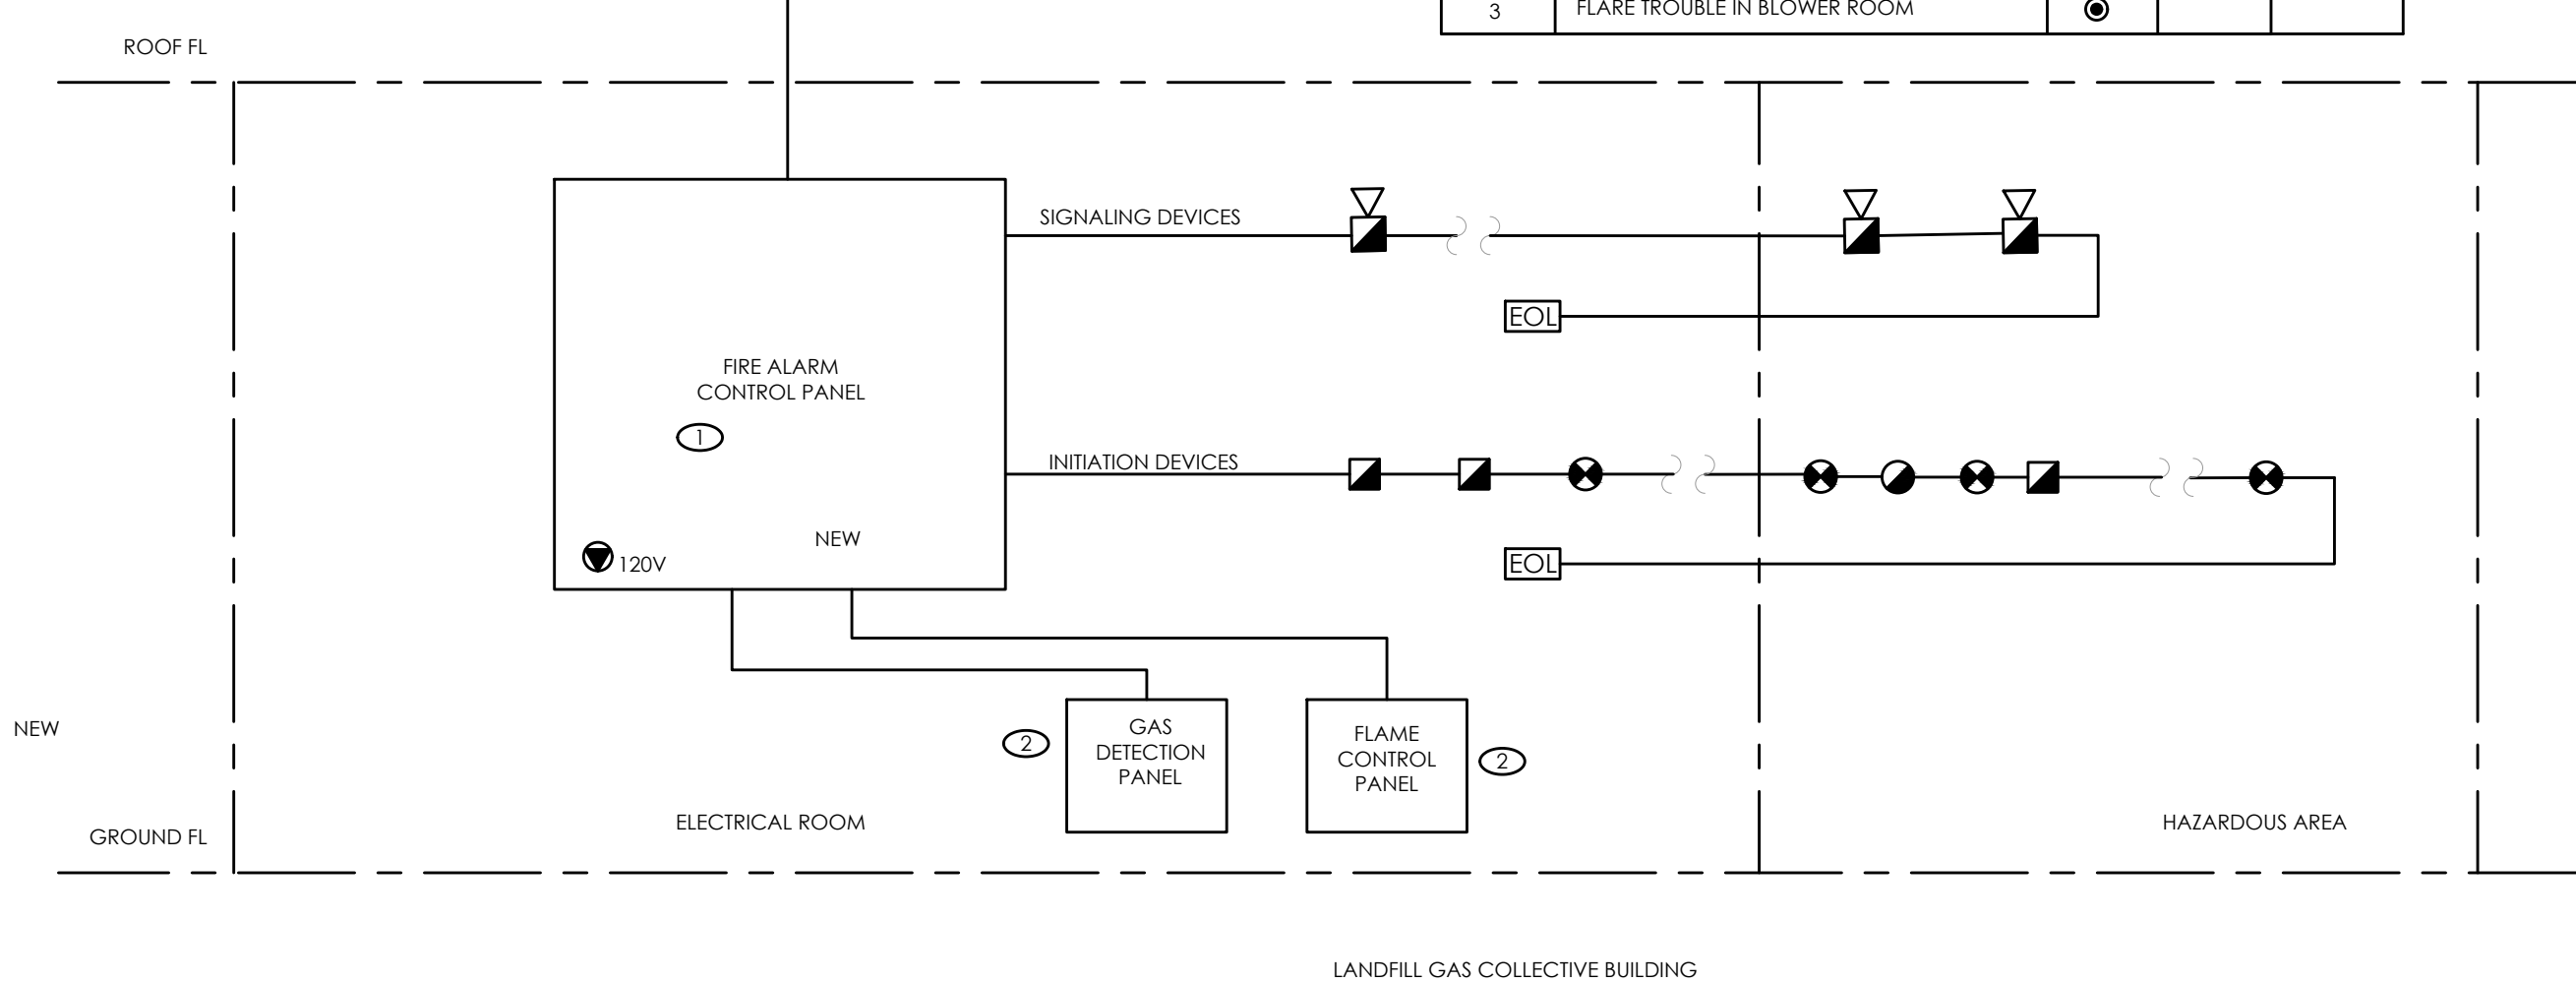 3 FLARE TROUBLE IN BLOWER ROOM
ROOF FL
SIGNALING DEVICES
EOL
FIRE ALARM
CONTROL PANEL
1
INITIATION DEVICES
NEW
120V
EOL
NEW
2
GAS
DETECTION
PANEL
FLAME
CONTROL
PANEL
2
ELECTRICAL ROOM
HAZARDOUS AREA
GROUND FL
LANDFILL GAS COLLECTIVE BUILDING